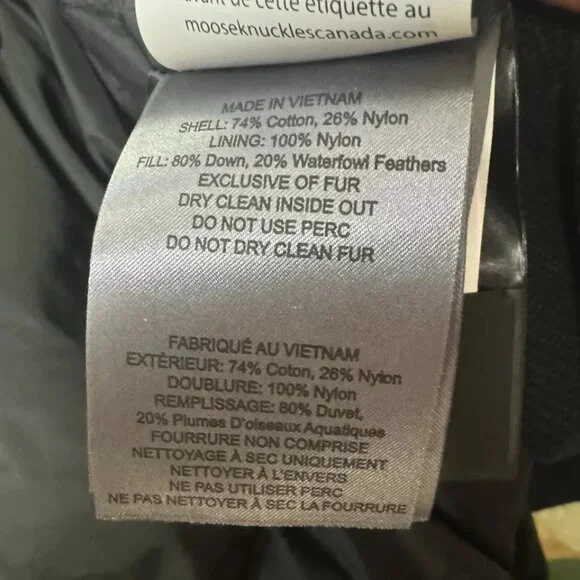 de cette étiquette au
mooseknucklescanada.com
MADE IN VIETNAM
SHELL: 74% Cotton, 26% Nylon
LINING: 100% Nylon
FILL: 80% Down, 20% Waterfowl Feathers
EXCLUSIVE OF FUR
DRY CLEAN INSIDE OUT
DO NOT USE PERC
DO NOT DRY CLEAN FUR
FABRIQUÉ AU VIETNAM
EXTÉRIEUR: 74% Coton, 26% Nylon
DOUBLURE: 100% Nylon
REMPLISSAGE: 80% Duvet,
20% Plumes D'oiseaux Aquatiques
FOURRURE NON COMPRISE
NETTOYAGE À SEC UNIQUEMENT
NETTOYER À L'ENVERS
NE PAS UTILISER PERC
NE PAS NETTOYER À SEC LA FOURRURE